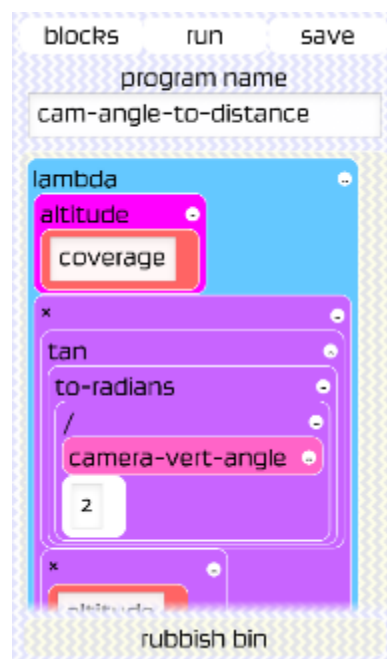 blocks run save
program name
cam-angle-to-distance
lambda
altitude
coverage
×
tan
to-radians
/
camera-vert-angle
2
×
altitude
rubbish bin